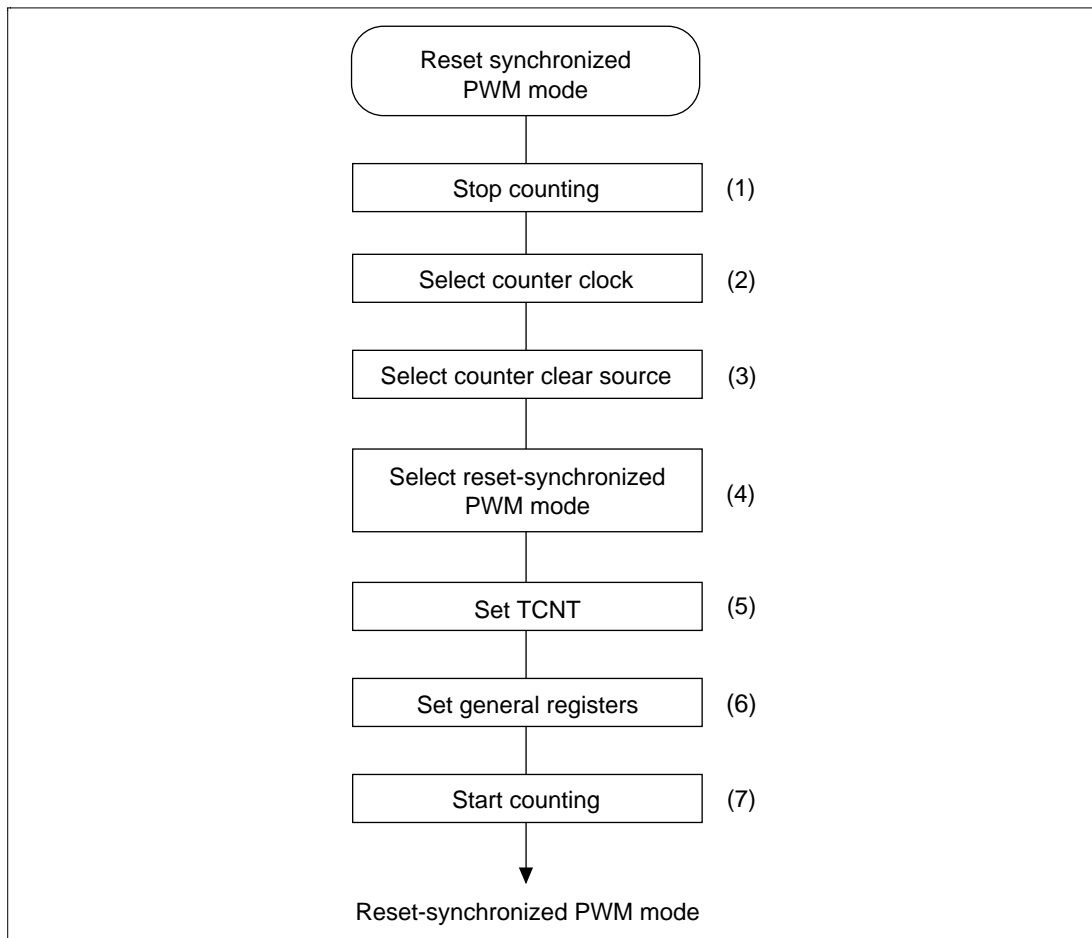 Reset synchronized
PWM mode
Stop counting
(1)
Select counter clock
(2)
Select counter clear source
(3)
Select reset-synchronized
PWM mode
(4)
Set TCNT
(5)
Set general registers
(6)
Start counting
(7)
Reset-synchronized PWM mode